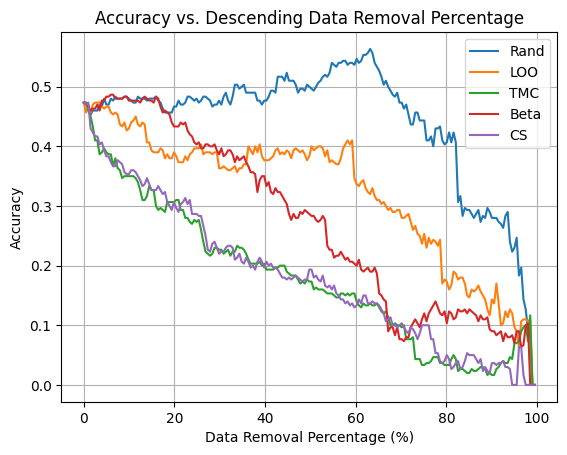 Accuracy vs. Descending Data Removal Percentage
Rand
LOO
TMC
Beta
CS
Accuracy
0.5
0.4
0.3
0.2
0.1
0.0
0 20 40 60 80 100
Data Removal Percentage (%)